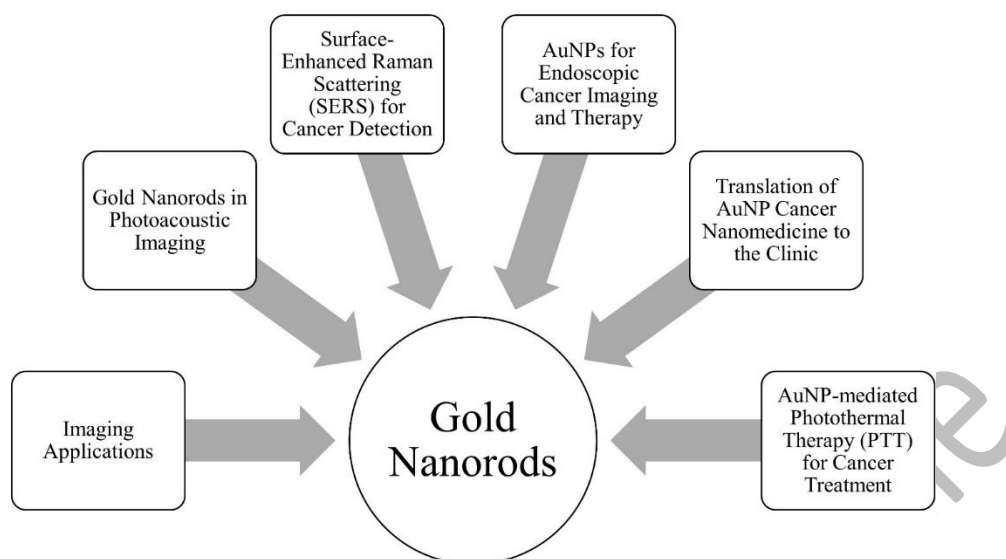 Surface-
Enhanced Raman
Scattering
(SERS) for
Cancer Detection
AuNPs for
Endoscopic
Cancer Imaging
and Therapy
Gold Nanorods in
Photoacoustic
Imaging
Translation of
AuNP Cancer
Nanomedicine to
the Clinic
Imaging
Applications
Gold
Nanorods
AuNP-mediated
Photothermal
Therapy (PTT)
for Cancer
Treatment